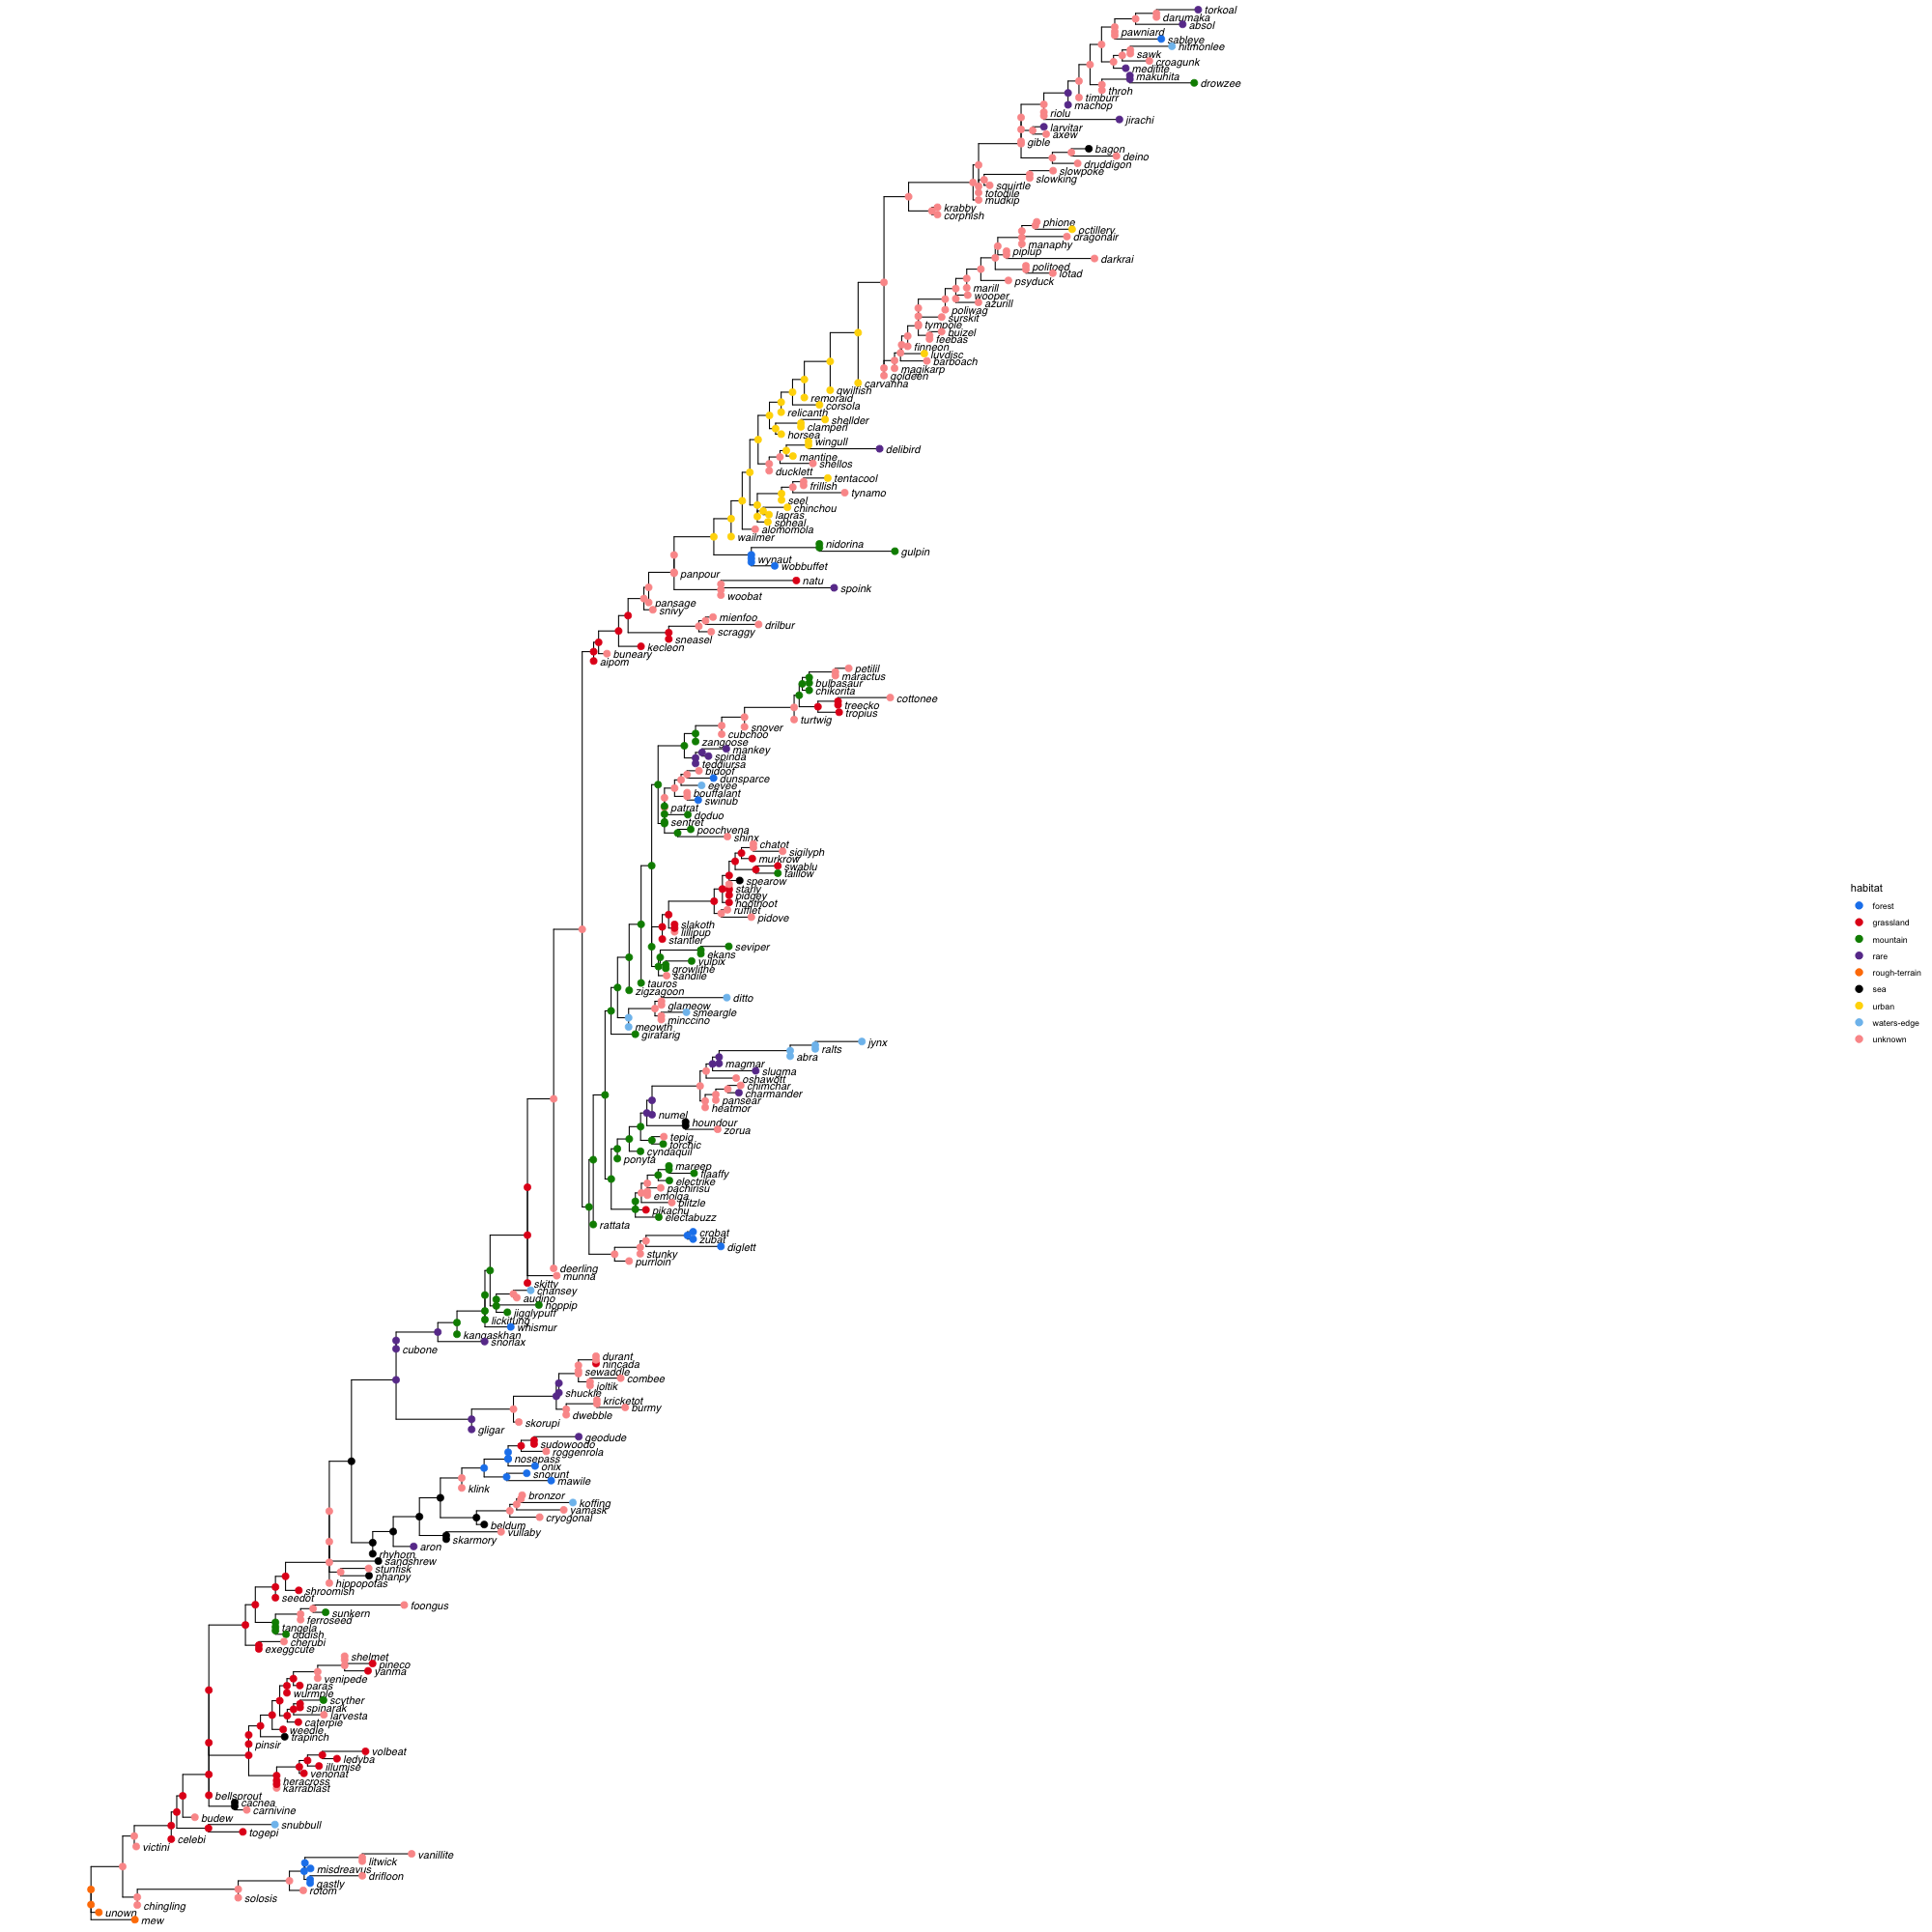 torkoal
darumaka
absol
pawniard
sableye
hitmonlee
sawk
croagunk
meditite
makuhita
drowzee
throh
timburr
machop
riolu
jirachi
larvitar
axew
gible
bagon
deino
druddigon
slowpoke
slowking
squirtle
totodile
mudkip
krabby
corphish
phione
octillery
dragonair
manaphy
piplup
darkrai
politoed
lotad
psyduck
marill
wooper
azurill
poliwag
surskit
tympole
buizel
feebas
finneon
luvdisc
barboach
magikarp
goldeen
carvanha
qwilfish
remoraid
corsola
relicanth
shellder
clamperl
horsea
wingull
delibird
mantine
shellos
ducklett
tentacool
frillish
tynamo
seel
chinchou
lapras
spheal
alomomola
wailmer
nidorina
gulpin
wynaut
wobbuffet
panpour
natu
spoink
woobat
pansage
snivy
mienfoo
drilbur
scraggy
sneasel
kecleon
buneary
aipom
petilil
maractus
bulbasaur
chikorita
cottonee
treecko
tropius
turtwig
snover
cubchoo
zangoose
mankey
spinda
teddiursa
bidoof
dunsparce
eevee
bouffalant
swinub
patrat
doduo
sentret
poochyena
shinx
chatot
sigilyph
murkrow
swablu
taillow
spearow
starly
pidgey
hoothoot
rufflet
pidove
slakoth
lillipup
stantler
seviper
ekans
vulpix
growlithe
sandile
tauros
zigzagoon
ditto
glameow
smeargle
minccino
meowth
girafarig
jynx
ralts
abra
magmar
slugma
oshawott
chimchar
charmander
pansear
heatmor
numel
houndour
zorua
tepig
torchic
cyndaquil
ponyta
mareep
flaaffy
electrike
pachirisu
emolga
blitzle
pikachu
electabuzz
rattata
crobat
zubat
diglett
stunky
purrloin
deerling
munna
skitty
chansey
audino
hoppip
jigglypuff
lickitung
whismur
kangaskhan
snorlax
cubone
durant
nincada
sewaddle
combee
joltik
shuckle
kricketot
burmy
dwebble
skorupi
gligar
geodude
sudowoodo
roggenrola
nosepass
onix
snorunt
mawile
klink
bronzor
koffing
yamask
cryogonal
beldum
vullaby
skarmory
aron
rhyhorn
sandshrew
stunfisk
phanpy
hippopotas
shroomish
seedot
foongus
sunkern
ferroseed
tangela
oddish
cherubi
exeggcute
shelmet
pineco
yanma
venipede
paras
wurmple
scyther
spinarak
larvesta
caterpie
weedle
trapinch
pinsir
volbeat
ledyba
illumise
venonat
heracross
karrablast
bellsprout
cacnea
carnivine
budew
snubbull
togepi
celebi
victini
vanillite
litwick
misdreavus
drifloon
gastly
rotom
solosis
chingling
unown
mew
habitat
forest
grassland
mountain
rare
rough-terrain
sea
urban
waters-edge
unknown